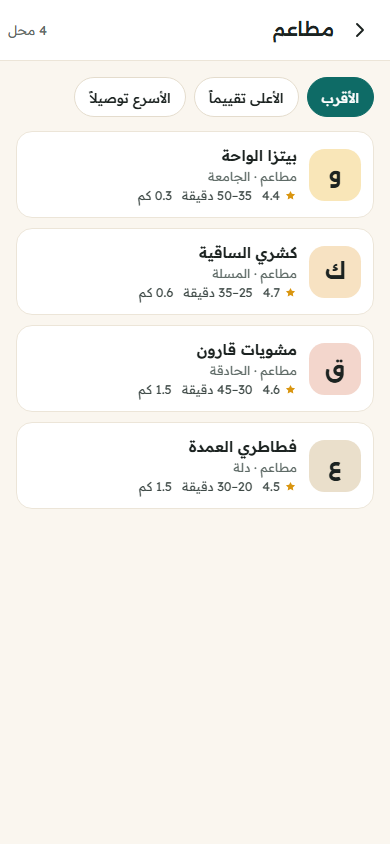 مطاعم
4 محل
الأقرب
الأعلى تقييماً
الأسرع توصيلاً
و
بيتزا الواحة
مطاعم · الجامعة
★ 4.4 35–50 دقيقة 0.3 كم
ك
كشري الساقية
مطاعم · المسلة
★ 4.7 25–35 دقيقة 0.6 كم
ق
مشويات قارون
مطاعم · الحادقة
★ 4.6 30–45 دقيقة 1.5 كم
ع
فطاطري العمدة
مطاعم · دلة
★ 4.5 20–30 دقيقة 1.5 كم